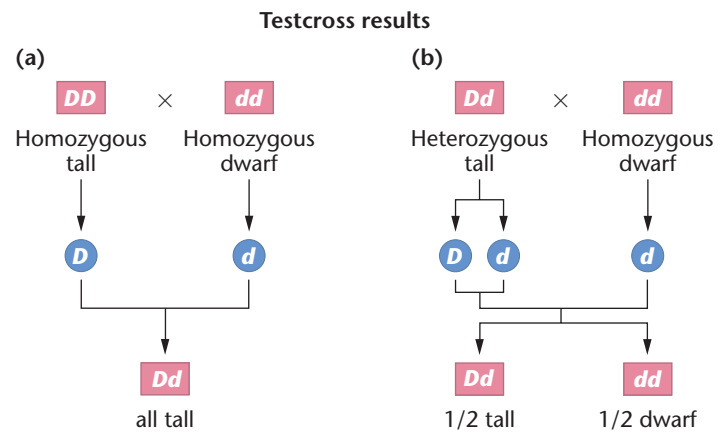 Testcross results
(a)
DD × dd
Homozygous tall
Homozygous dwarf
D
d
Dd
all tall
(b)
Dd × dd
Heterozygous tall
Homozygous dwarf
D
d
d
Dd
dd
1/2 tall
1/2 dwarf